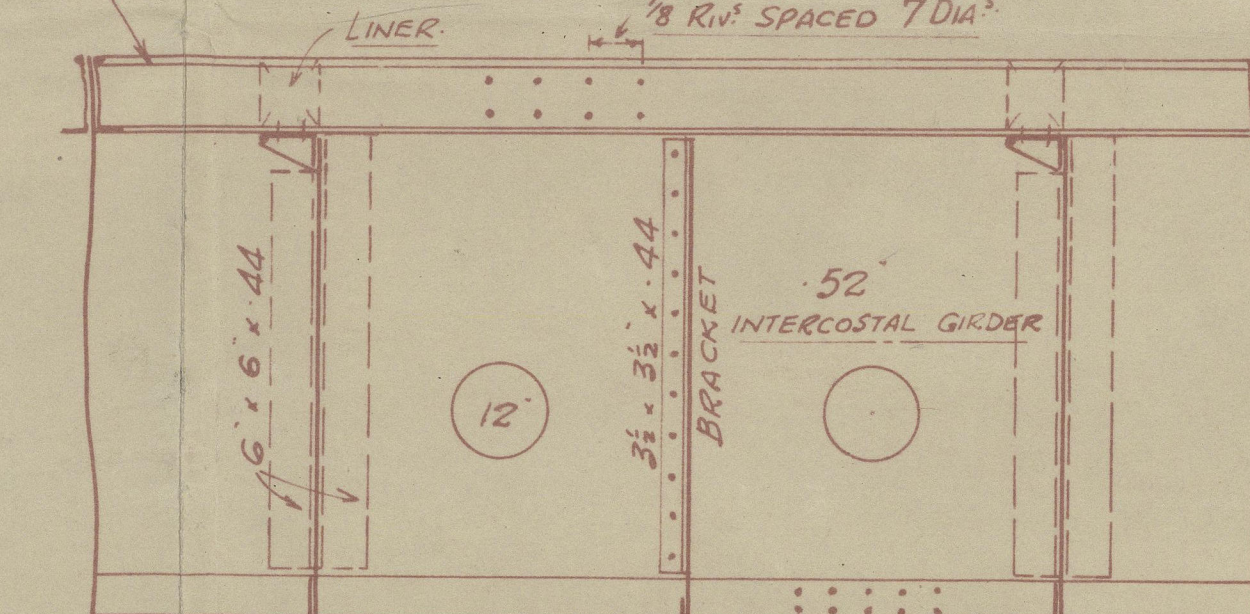 LINER.
⅞ RIVS. SPACED 7 DIAS.
6" x 6" x .44
3½" x 3½" x .44
BRACKET
.52"
INTERCOSTAL GIRDER
12"